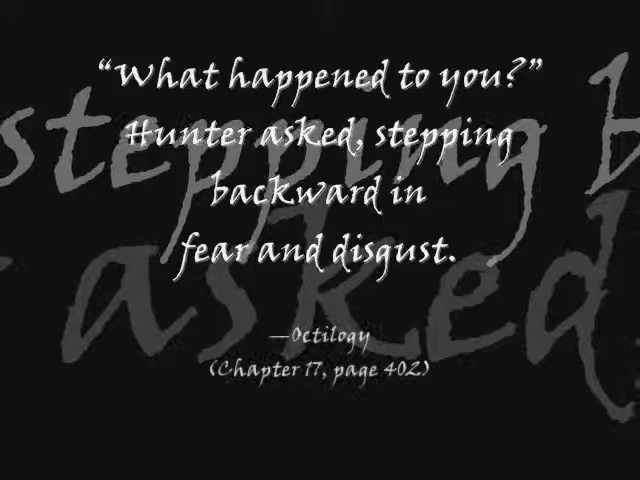 “What happened to you?”
Hunter asked, stepping
backward in
fear and disgust.
—Octilogy
(Chapter 17, page 402)
stepping b
asked,